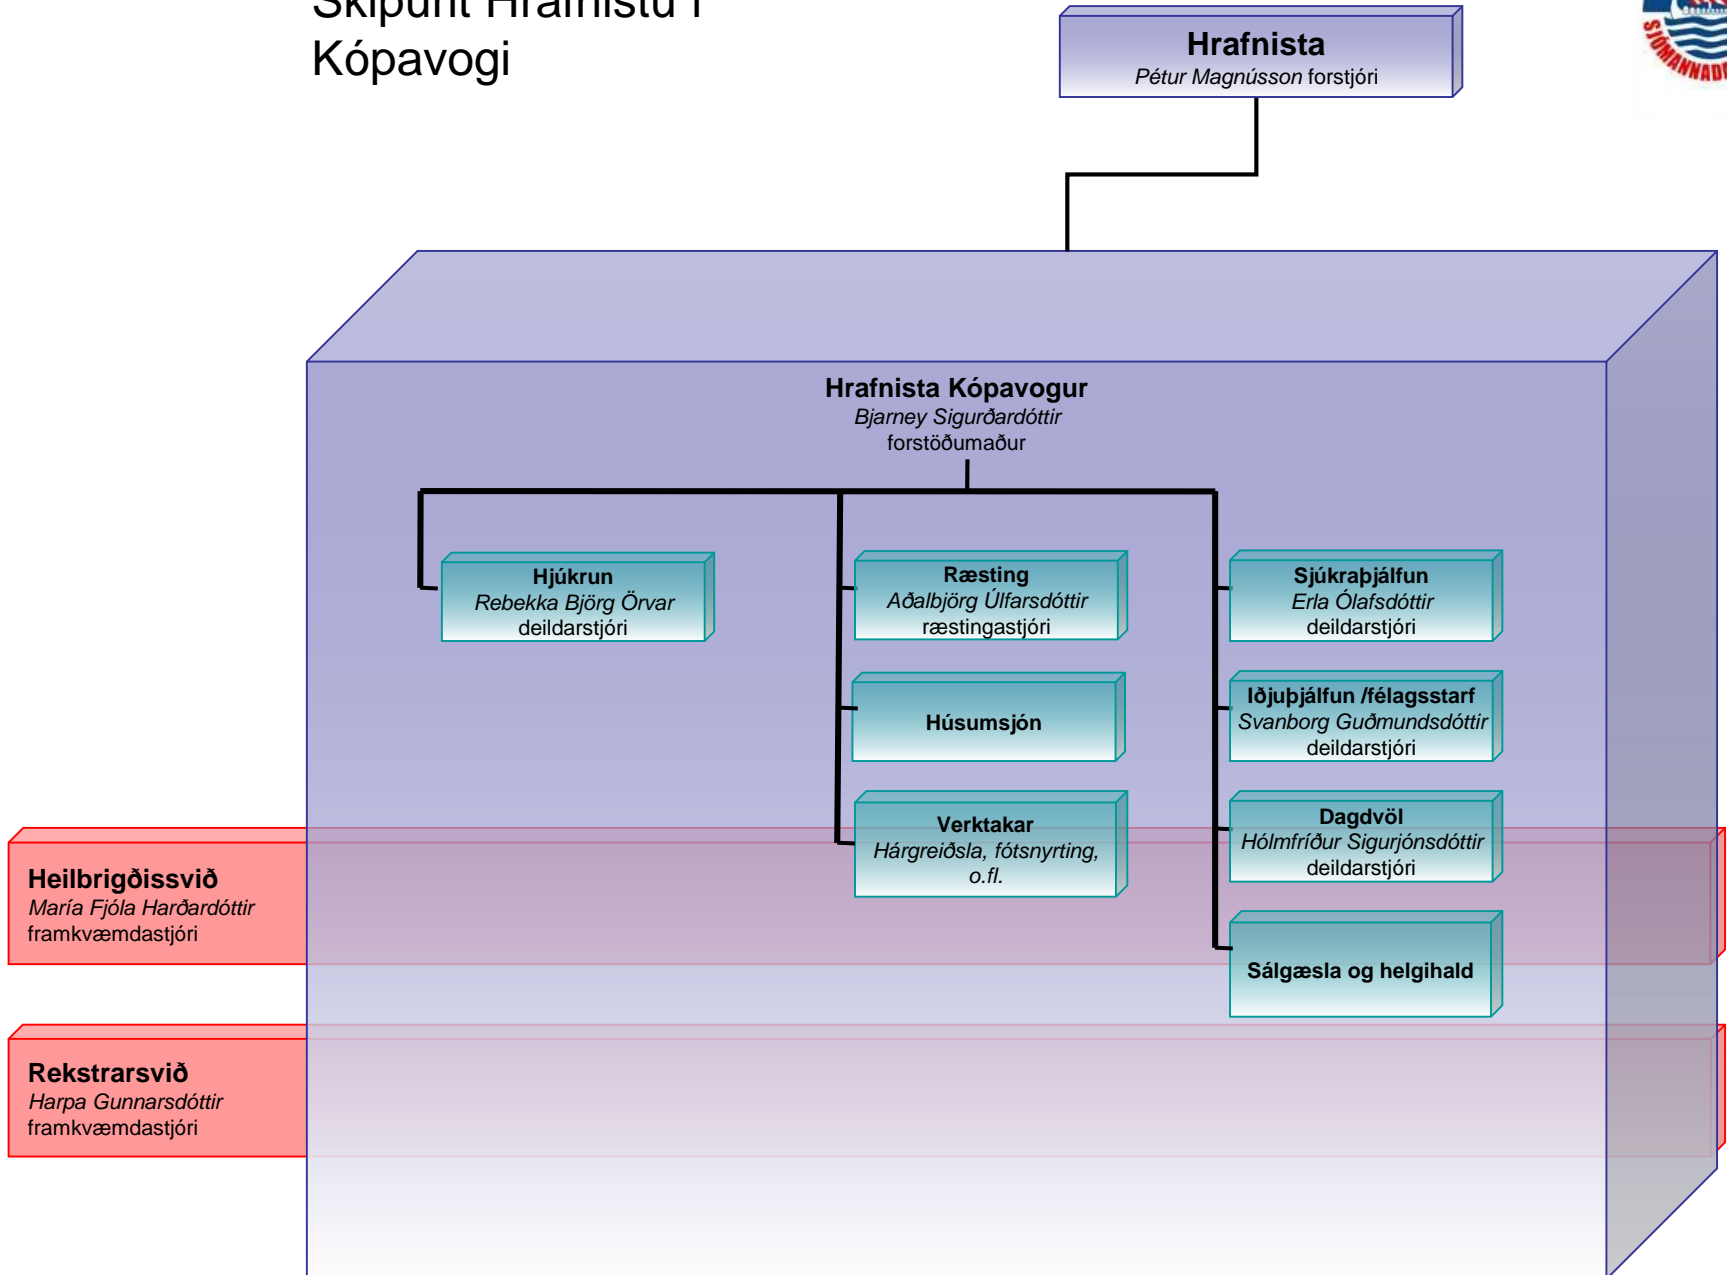 Skipurit Hrafnistu í
Kópavogi
Hrafnista
Pétur Magnússon forstjóri
Hrafnista Kópavogur
Bjarney Sigurðardóttir
forstöðumaður
Hjúkrun
Rebekka Björg Örvar
deildarstjóri
Ræsting
Aðalbjörg Úlfarsdóttir
ræstingastjóri
Húsumsjón
Verktakar
Hárgreiðsla, fótsnyrting,
o.fl.
Sjúkraþjálfun
Erla Ólafsdóttir
deildarstjóri
Iðjuþjálfun /félagsstarf
Svanborg Guðmundsdóttir
deildarstjóri
Dagdvöl
Hólmfríður Sigurjónsdóttir
deildarstjóri
Sálgæsla og helgihald
Heilbrigðissvið
María Fjóla Harðardóttir
framkvæmdastjóri
Rekstrarsvið
Harpa Gunnarsdóttir
framkvæmdastjóri